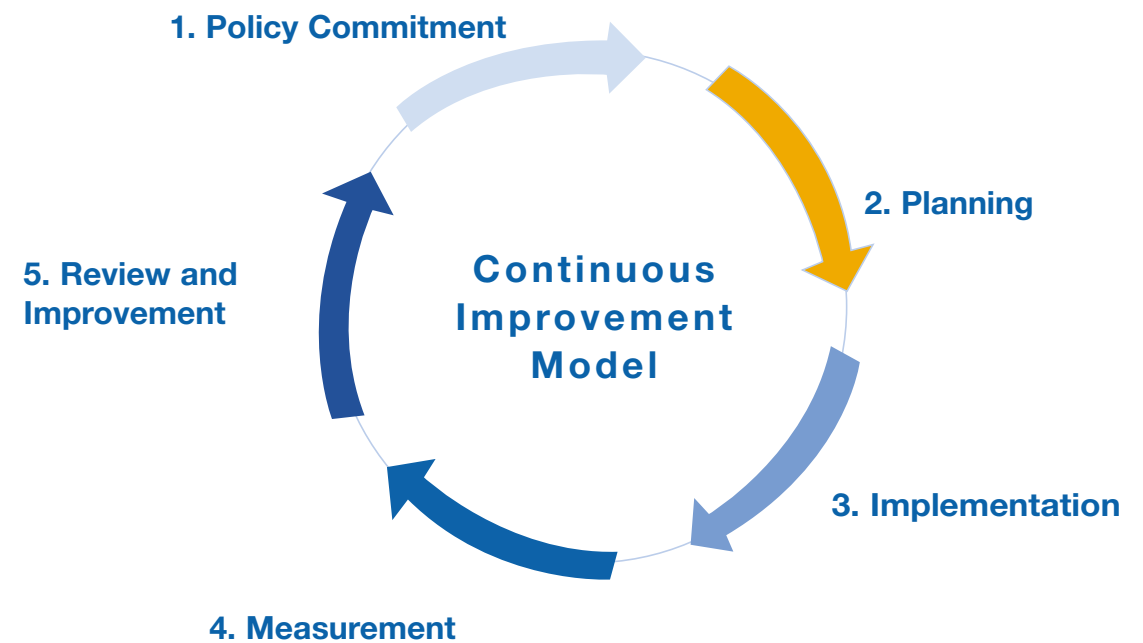 1. Policy Commitment
2. Planning
3. Implementation
4. Measurement
5. Review and
Improvement
Continuous
Improvement
Model